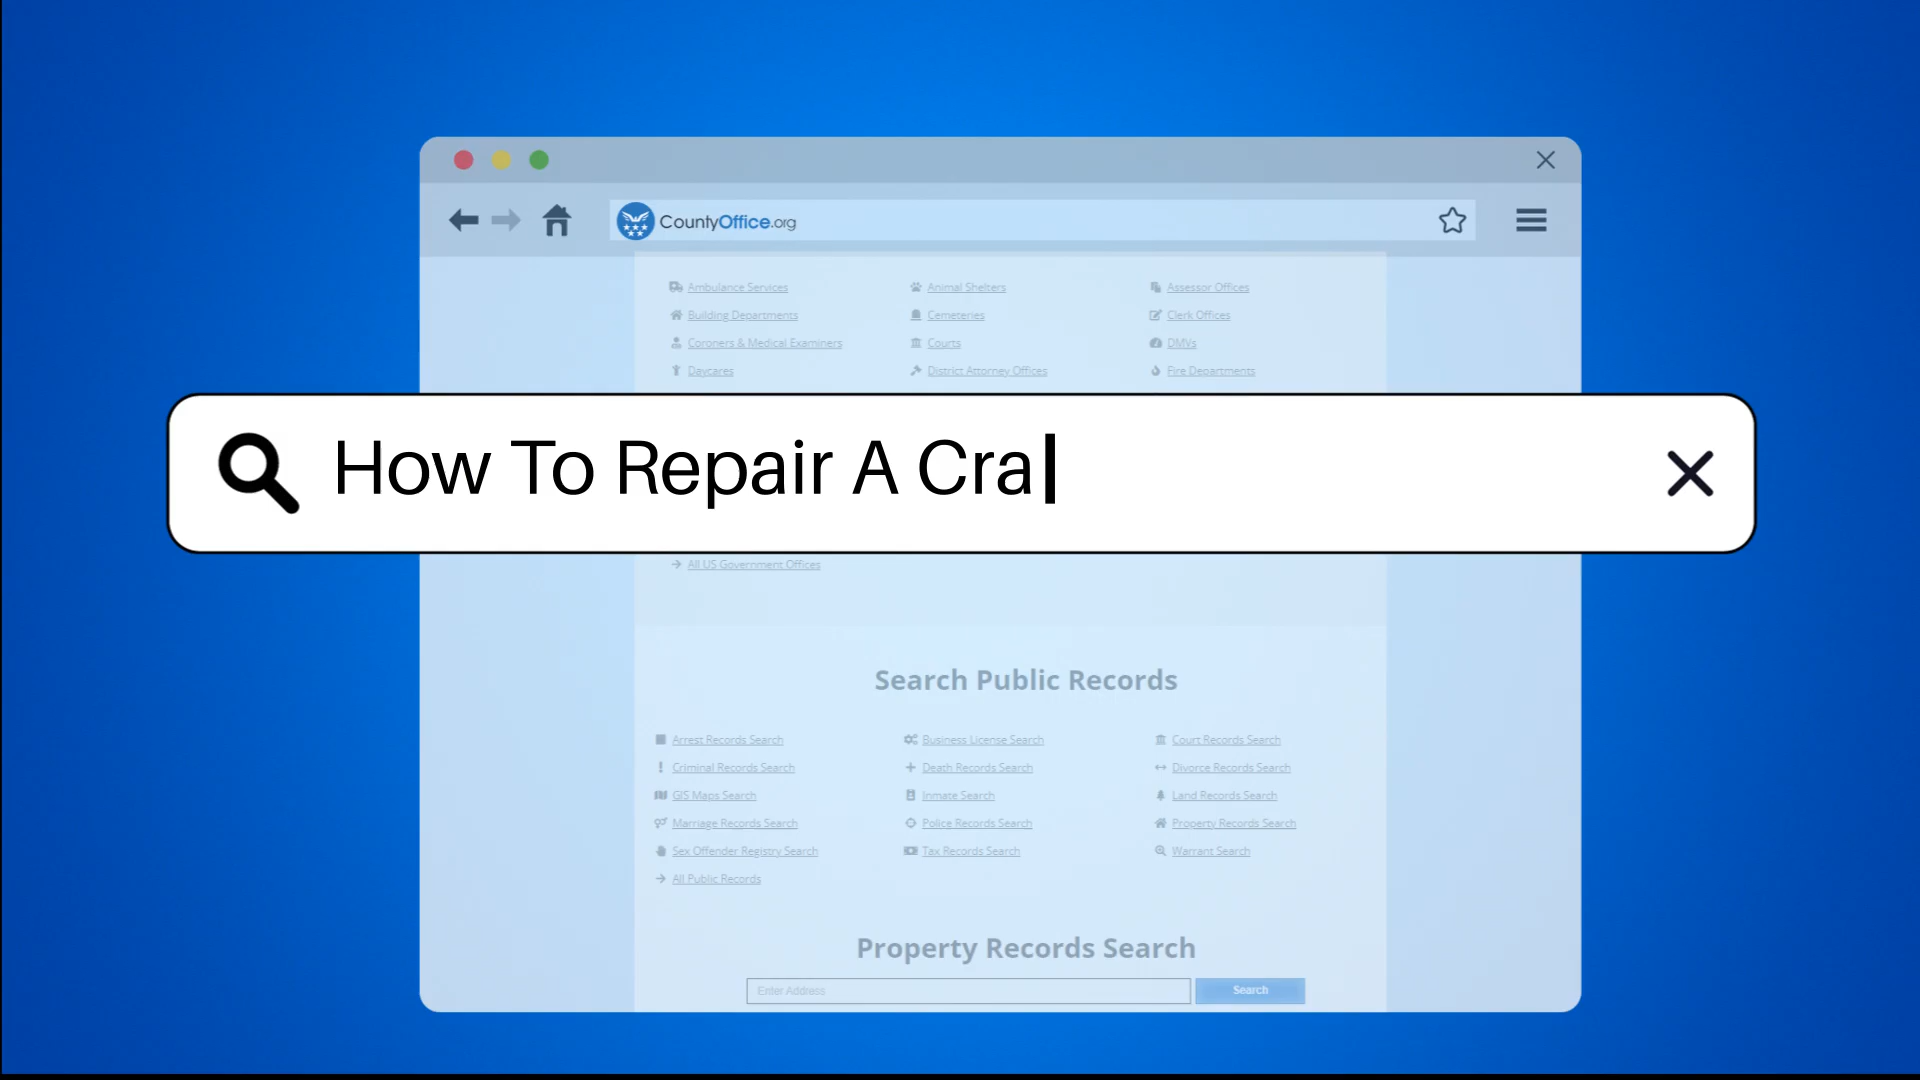 CountyOffice.org
Ambulance Services Animal Shelters Assessor Offices
Building Departments Cemeteries Clerk Offices
Coroners & Medical Examiners Courts DMVs
Daycares District Attorney Offices Fire Departments
How To Repair A Cra
All US Government Offices
Search Public Records
Arrest Records Search Business License Search Court Records Search
Criminal Records Search Death Records Search Divorce Records Search
GIS Maps Search Inmate Search Land Records Search
Marriage Records Search Police Records Search Property Records Search
Sex Offender Registry Search Tax Records Search Warrant Search
All Public Records
Property Records Search
Enter Address Search